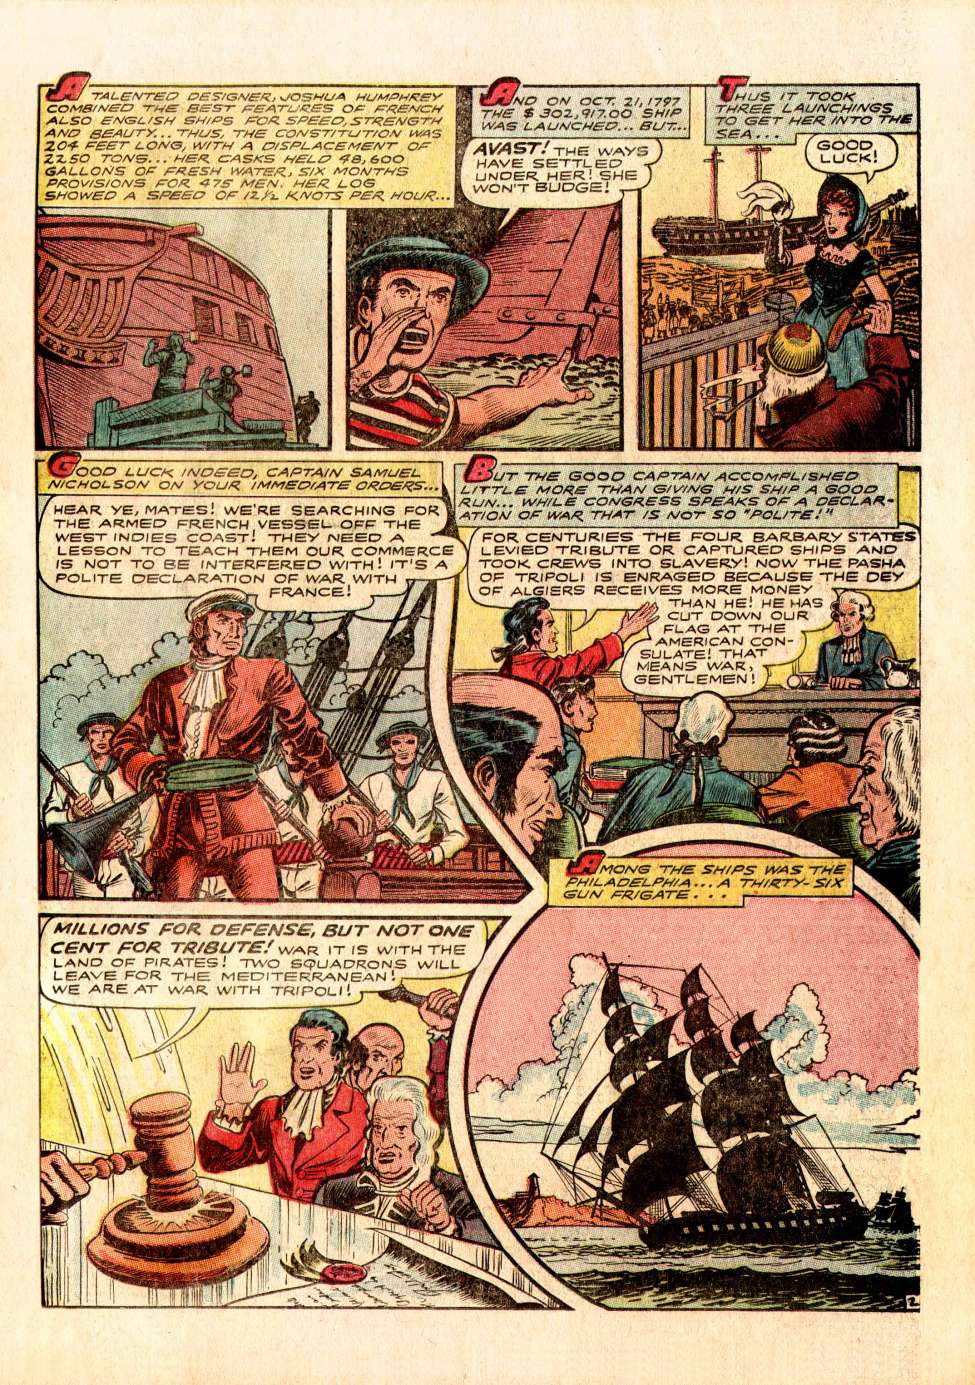 A TALENTED DESIGNER, JOSHUA HUMPHREY
COMBINED THE BEST FEATURES OF FRENCH
ALSO ENGLISH SHIPS FOR SPEED, STRENGTH
AND BEAUTY... THUS, THE CONSTITUTION WAS
204 FEET LONG, WITH A DISPLACEMENT OF
2250 TONS... HER CASKS HELD 48,600
GALLONS OF FRESH WATER, SIX MONTH'S
PROVISIONS FOR 475 MEN. HER LOG
SHOWED A SPEED OF 12½ KNOTS PER HOUR...
AND ON OCT. 21, 1797
THE $302,917.00 SHIP
WAS LAUNCHED... BUT...
AVAST! THE WAYS
HAVE SETTLED
UNDER HER! SHE
WON'T BUDGE!
THUS IT TOOK
THREE LAUNCHINGS
TO GET HER INTO THE
SEA...
GOOD
LUCK!
GOOD LUCK INDEED, CAPTAIN SAMUEL
NICHOLSON ON YOUR IMMEDIATE ORDERS...
HEAR YE, MATES! WE'RE SEARCHING FOR
THE ARMED FRENCH VESSEL OFF THE
WEST INDIES COAST! THEY NEED A
LESSON TO TEACH THEM OUR COMMERCE
IS NOT TO BE INTERFERED WITH! IT'S A
POLITE DECLARATION OF WAR WITH
FRANCE!
BUT THE GOOD CAPTAIN ACCOMPLISHED
LITTLE MORE THAN GIVING HIS SHIP A GOOD
RUN... WHILE CONGRESS SPEAKS OF A DECLAR-
ATION OF WAR THAT IS NOT SO "POLITE!"
FOR CENTURIES THE FOUR BARBARY STATES
LEVIED TRIBUTE OR CAPTURED SHIPS AND
TOOK CREWS INTO SLAVERY! NOW THE PASHA
OF TRIPOLI IS ENRAGED BECAUSE THE DEY
OF ALGIERS RECEIVES MORE MONEY
THAN HE! HE HAS
CUT DOWN OUR
FLAG AT THE
AMERICAN CON-
SULATE! THAT
MEANS WAR,
GENTLEMEN!
MILLIONS FOR DEFENSE, BUT NOT ONE
CENT FOR TRIBUTE! WAR IT IS WITH THE
LAND OF PIRATES! TWO SQUADRONS WILL
LEAVE FOR THE MEDITERRANEAN!
WE ARE AT WAR WITH TRIPOLI!
AMONG THE SHIPS WAS THE
PHILADELPHIA... A THIRTY-SIX
GUN FRIGATE...
2